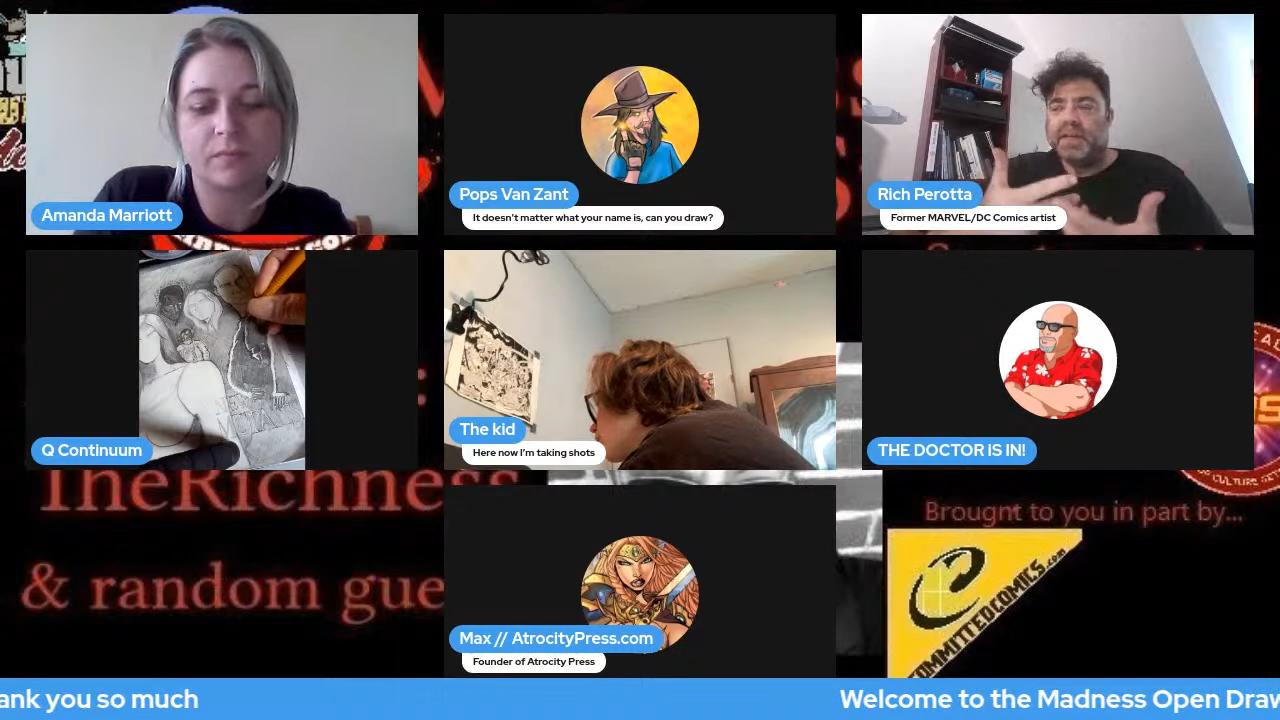 Amanda Marriott
Pops Van Zant
It doesn't matter what your name is, can you draw?
Rich Perotta
Former MARVEL/DC Comics artist
Q Continuum
The kid
Here now I'm taking shots
THE DOCTOR IS IN!
TheRichness
& random gue
Brought to you in part by...
COMMITTEDCOMICS.com
Max // AtrocityPress.com
Founder of Atrocity Press
ank you so much
Welcome to the Madness Open Draw